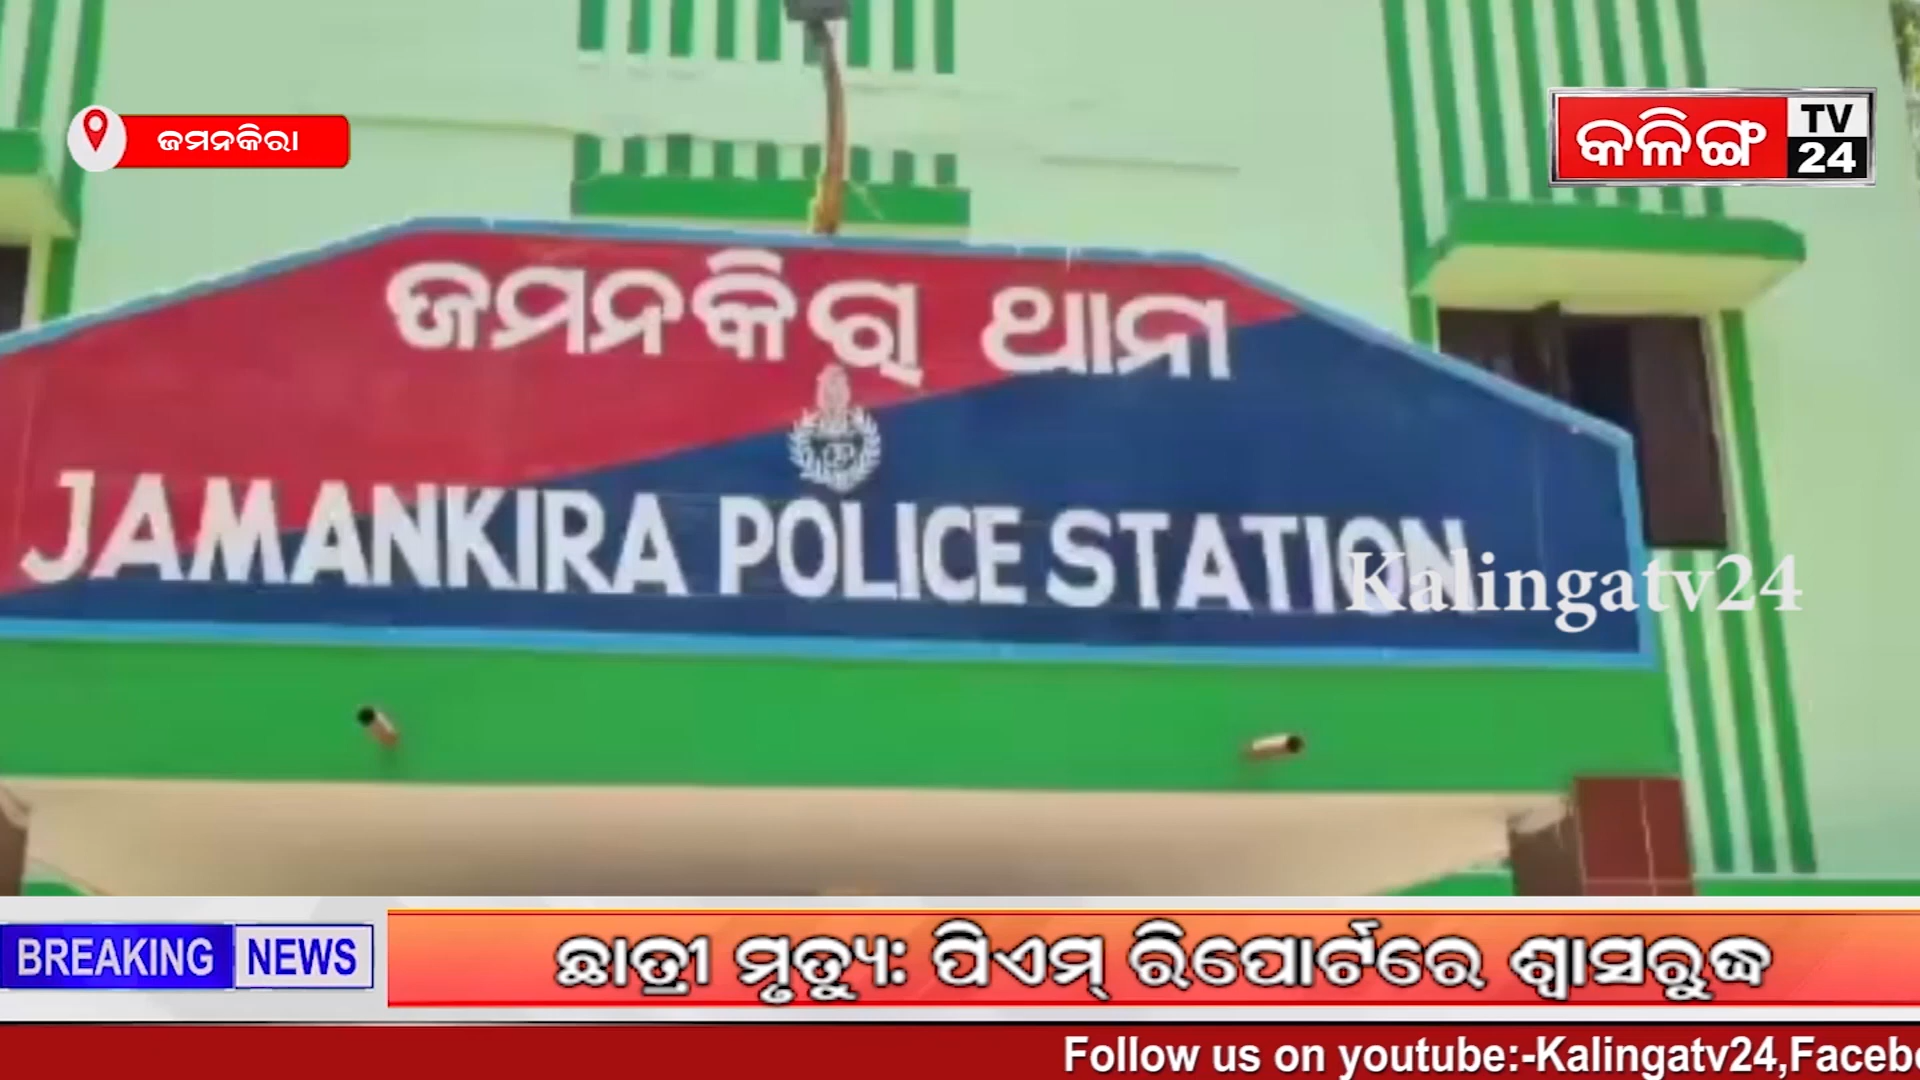 ଜମନକିରା
କଳିଙ୍ଗ TV 24
ଜମନକିରା ଥାନା
JAMANKIRA POLICE STATION
Kalingatv24
BREAKING NEWS
ଛାତ୍ରୀ ମୃତ୍ୟୁ: ପିଏମ୍ ରିପୋର୍ଟରେ ଶ୍ୱାସରୁଦ୍ଧ
Follow us on youtube:-Kalingatv24,Facebo